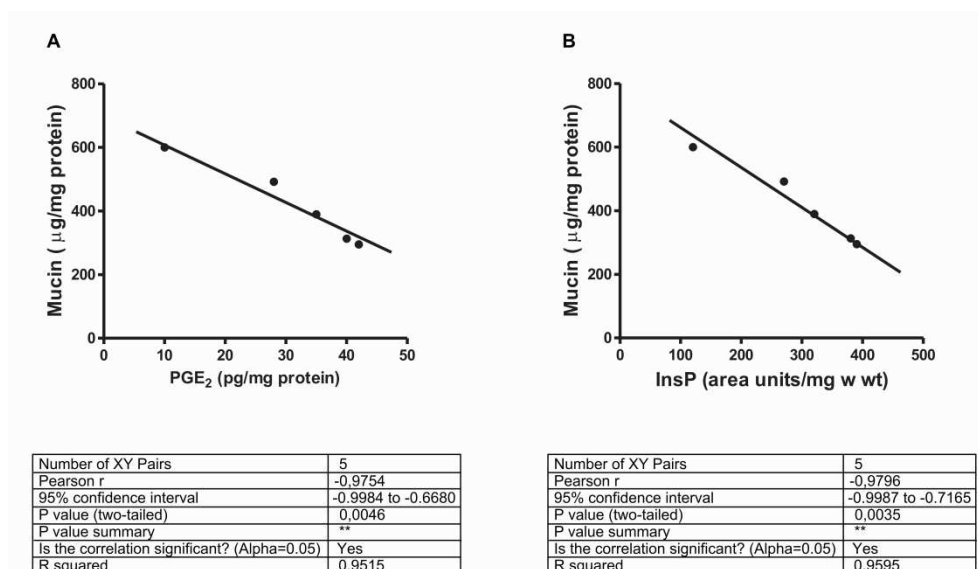 A
B
800
600
400
200
0
Mucin ( μg/mg protein)
0 10 20 30 40 50
PGE₂ (pg/mg protein)
800
600
400
200
0
Mucin ( μg/mg protein)
0 100 200 300 400 500
InsP (area units/mg w wt)
Number of XY Pairs 5
Pearson r -0,9754
95% confidence interval -0.9984 to -0.6680
P value (two-tailed) 0,0046
P value summary **
Is the correlation significant? (Alpha=0.05) Yes
R squared 0.9515
Number of XY Pairs 5
Pearson r -0,9796
95% confidence interval -0.9987 to -0.7165
P value (two-tailed) 0,0035
P value summary **
Is the correlation significant? (Alpha=0.05) Yes
R squared 0.9595